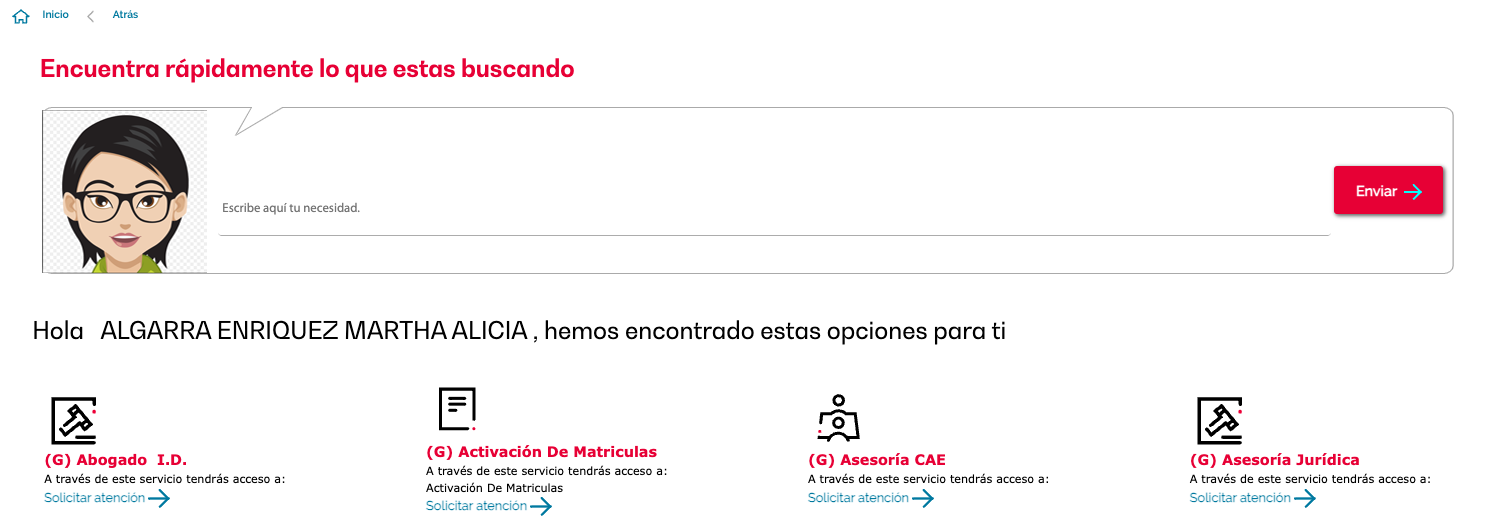 Inicio Atrás
Encuentra rápidamente lo que estas buscando
Escribe aquí tu necesidad.
Enviar
Hola ALGARRA ENRIQUEZ MARTHA ALICIA , hemos encontrado estas opciones para ti
(G) Abogado I.D.
A través de este servicio tendrás acceso a:
Solicitar atención
(G) Activación De Matriculas
A través de este servicio tendrás acceso a:
Activación De Matriculas
Solicitar atención
(G) Asesoría CAE
A través de este servicio tendrás acceso a:
Solicitar atención
(G) Asesoría Jurídica
A través de este servicio tendrás acceso a:
Solicitar atención